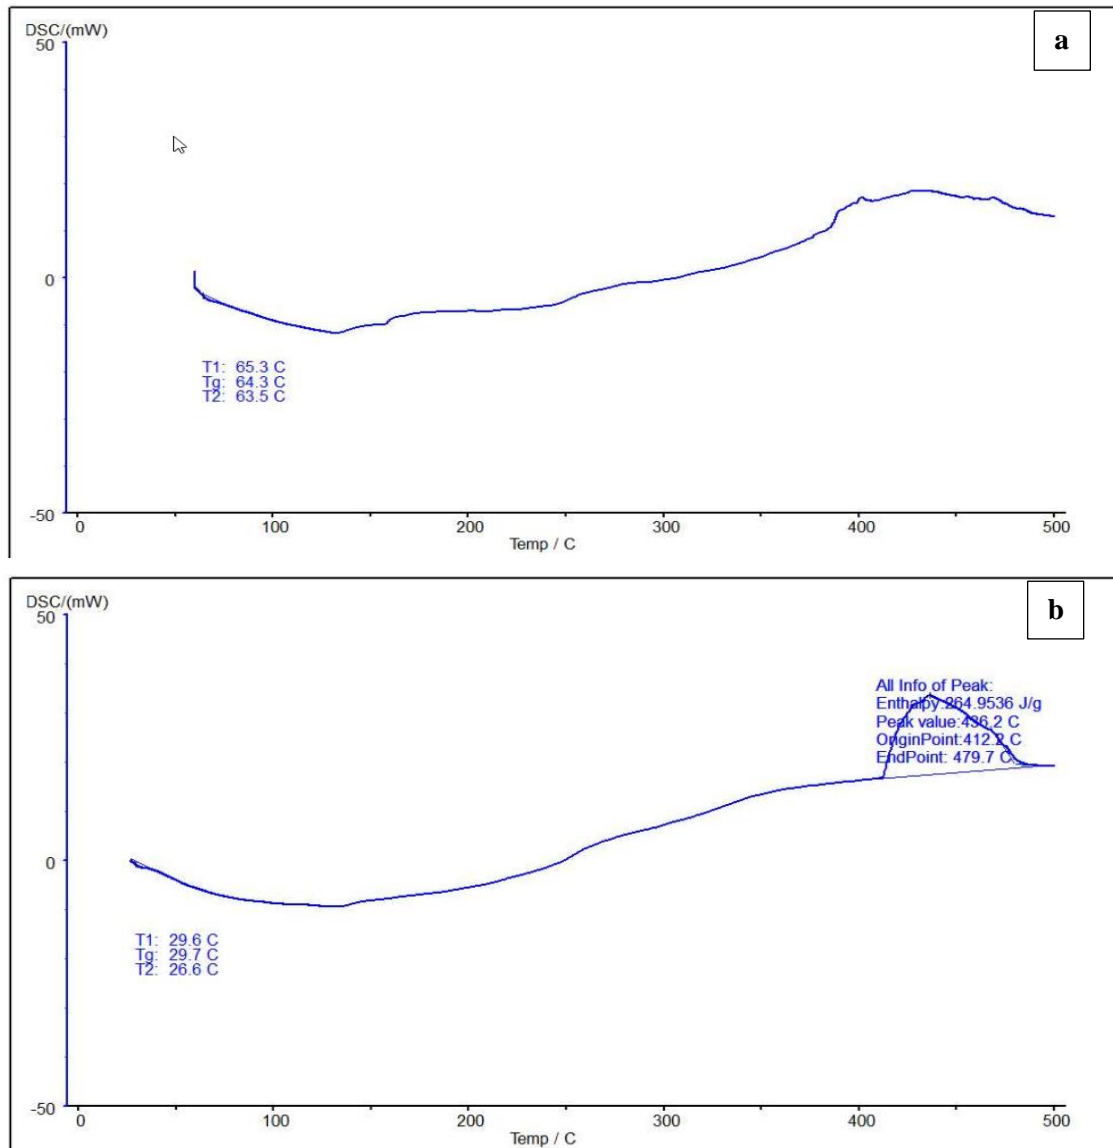 DSC/(mW)
a
50
0
T1: 65.3 C
Tg: 64.3 C
T2: 63.5 C
-50
0 100 200 300 400 500
Temp / C
DSC/(mW)
b
50
All Info of Peak:
Enthalpy:264.9536 J/g
Peak value:436.2 C
OriginPoint:412.2 C
EndPoint: 479.7 C
0
T1: 29.6 C
Tg: 29.7 C
T2: 26.6 C
-50
0 100 200 300 400 500
Temp / C